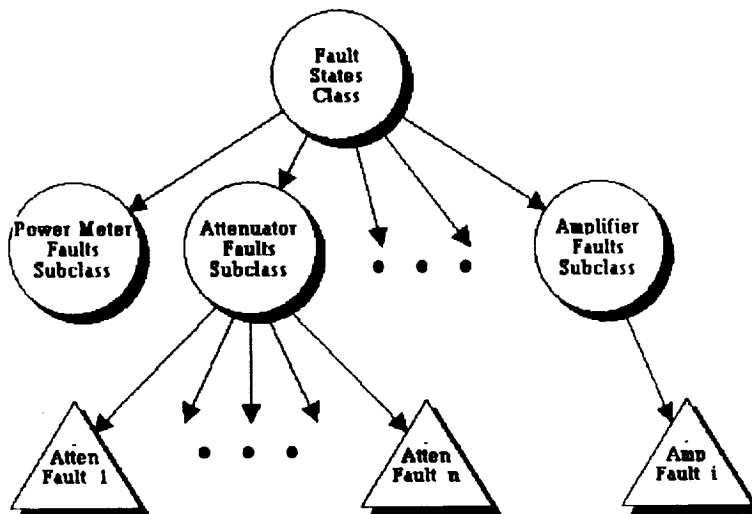 Fault
States
Class
Power Meter
Faults
Subclass
Attenuator
Faults
Subclass
Amplifier
Faults
Subclass
Atten
Fault 1
Atten
Fault n
Amp
Fault i